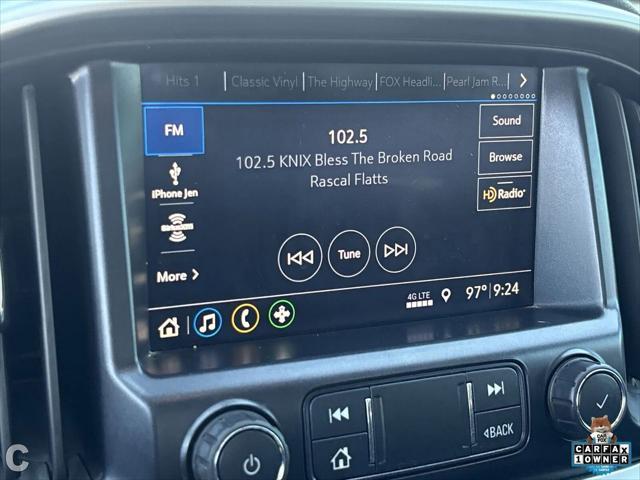 Hits 1
Classic Vinyl
The Highway
FOX Headli...
Pearl Jam R...
FM
102.5
Sound
102.5 KNIX Bless The Broken Road
Rascal Flatts
Browse
iPhone Jen
HD Radio
SiriusXM
Tune
More
4G LTE
97° 9:24
BACK
C
CARFAX
1 OWNER